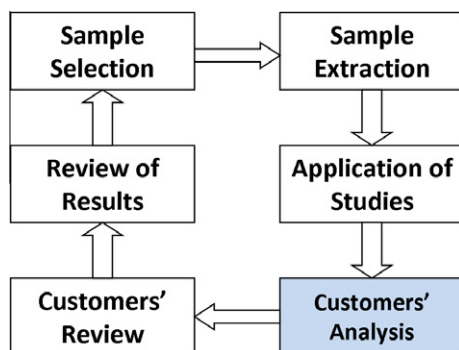 Sample
Selection
Sample
Extraction
Review of
Results
Application of
Studies
Customers’
Review
Customers’
Analysis